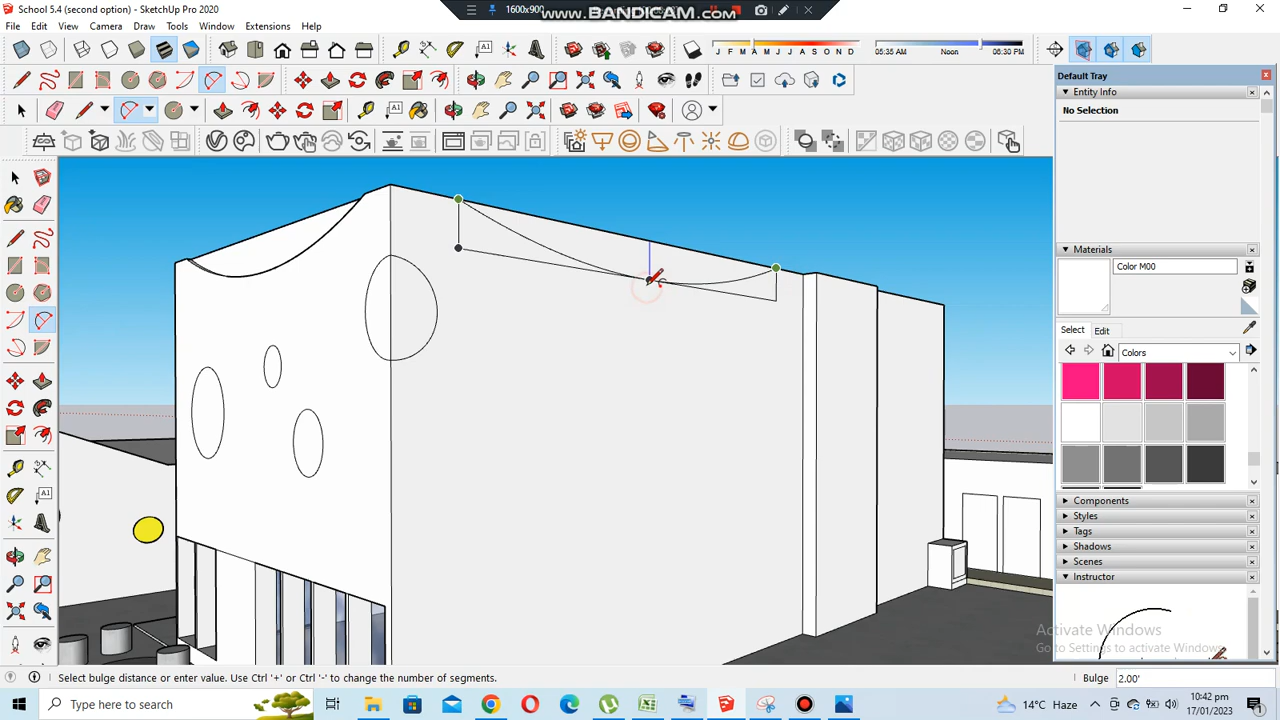 School 5.4 (second option) - SketchUp Pro 2020
1600x900
WWW.BANDICAM.COM
File Edit View Camera Draw Tools Window Extensions
J F M A M J J A S O N D
05:35 AM Noon 06:30 PM
Default Tray
Entity Info
No Selection
Materials
Color M00
Select Edit
Colors
Components
Styles
Tags
Shadows
Scenes
Instructor
Activate Windows
Go to Settings to activate Windows.
Select bulge distance or enter value. Use 'Ctrl '+' or Ctrl '-' to change the number of segments.
Bulge 2.00'
Type here to search
14°C Haze
10:42 pm
17/01/2023